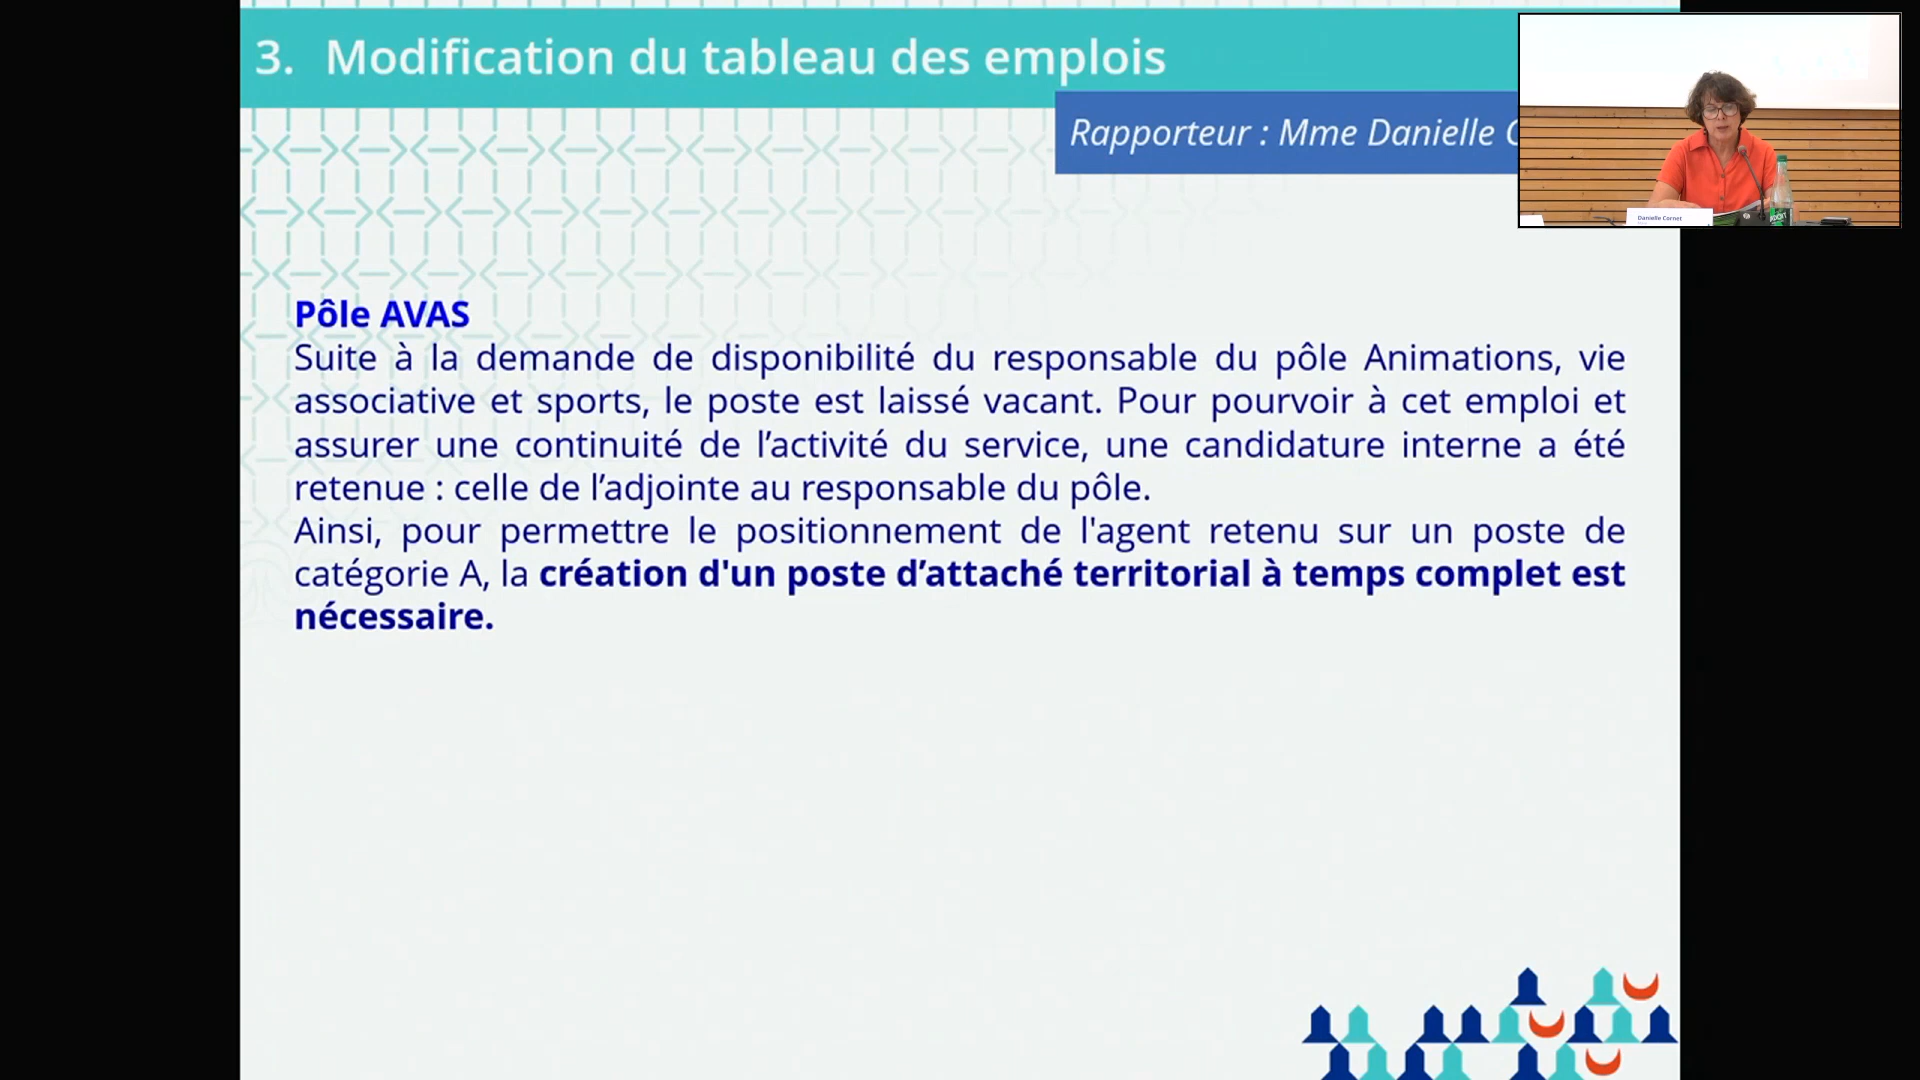 3. Modification du tableau des emplois
Rapporteur : Mme Danielle
Danielle Cornet
Pôle AVAS
Suite à la demande de disponibilité du responsable du pôle Animations, vie
associative et sports, le poste est laissé vacant. Pour pourvoir à cet emploi et
assurer une continuité de l’activité du service, une candidature interne a été
retenue : celle de l’adjointe au responsable du pôle.
Ainsi, pour permettre le positionnement de l'agent retenu sur un poste de
catégorie A, la création d'un poste d’attaché territorial à temps complet est
nécessaire.